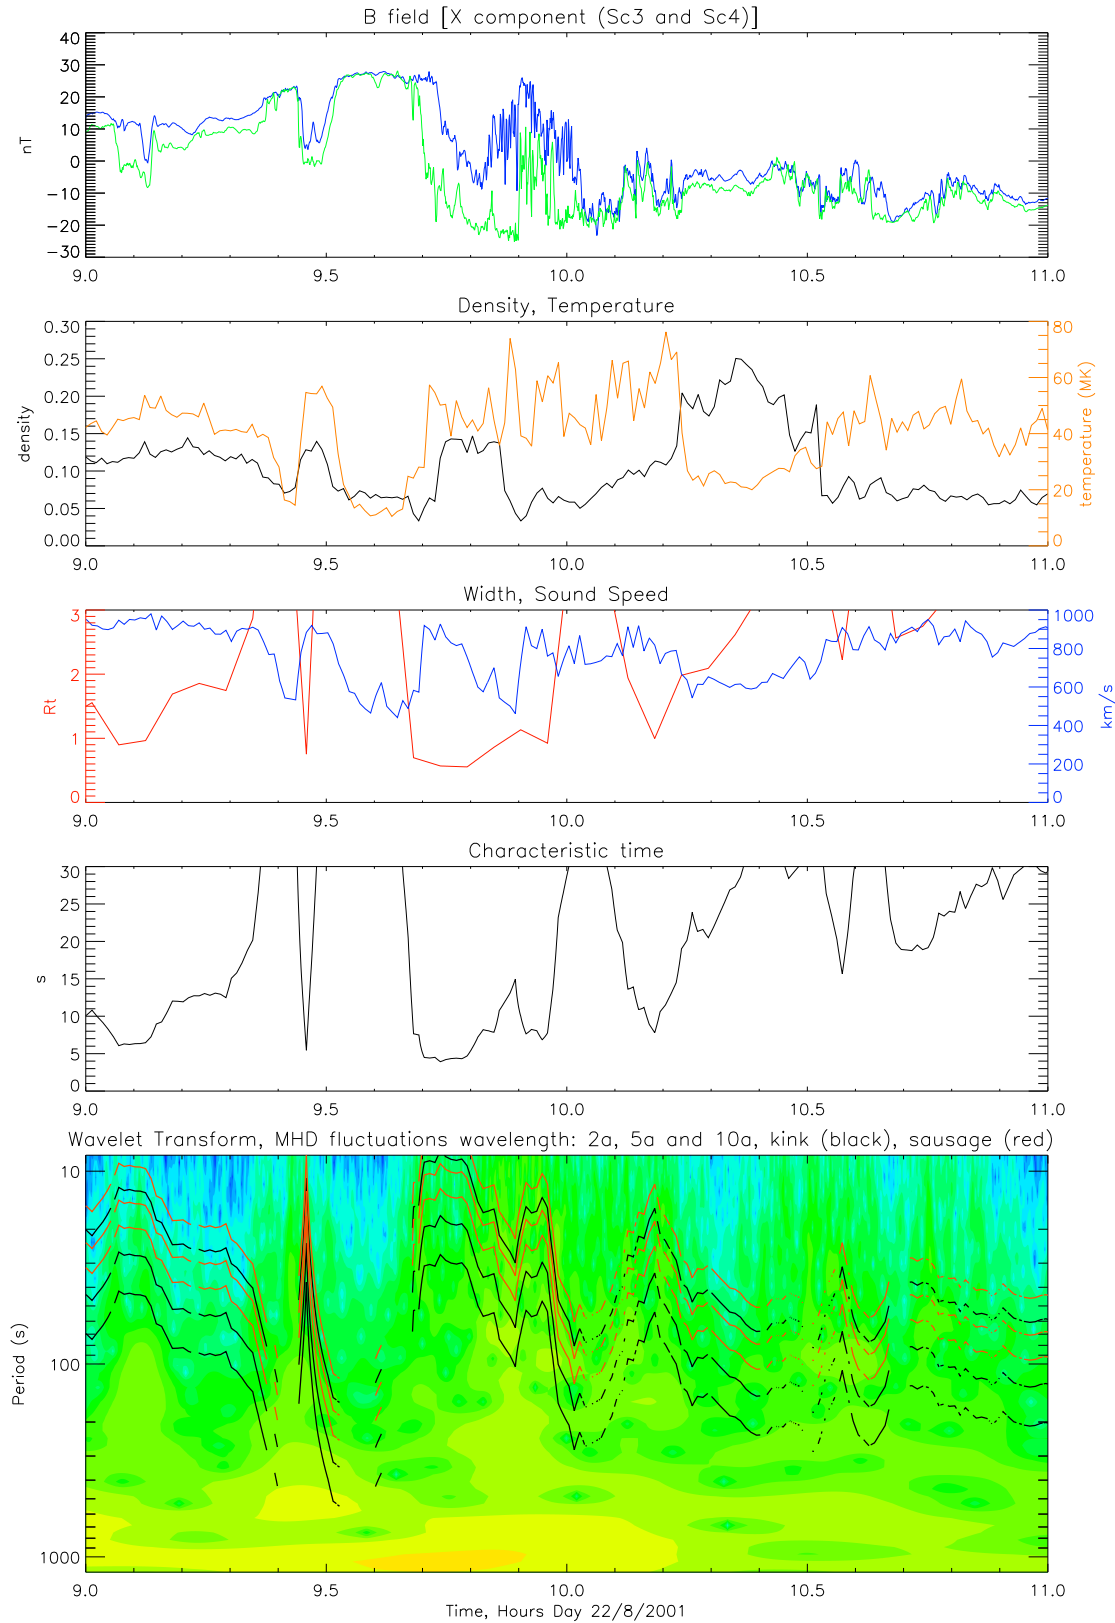 B field [X component (Sc3 and Sc4)]
40
30
20
10
0
−10
−20
−30
nT
9.0 9.5 10.0 10.5 11.0
Density, Temperature
0.30
0.25
0.20
0.15
0.10
0.05
0.00
density
80
60
40
20
0
temperature (MK)
9.0 9.5 10.0 10.5 11.0
Width, Sound Speed
3
2
1
0
Rt
1000
800
600
400
200
0
km/s
9.0 9.5 10.0 10.5 11.0
Characteristic time
30
25
20
15
10
5
0
s
9.0 9.5 10.0 10.5 11.0
Wavelet Transform, MHD fluctuations wavelength: 2a, 5a and 10a, kink (black), sausage (red)
10
100
1000
Period (s)
9.0 9.5 10.0 10.5 11.0
Time, Hours Day 22/8/2001